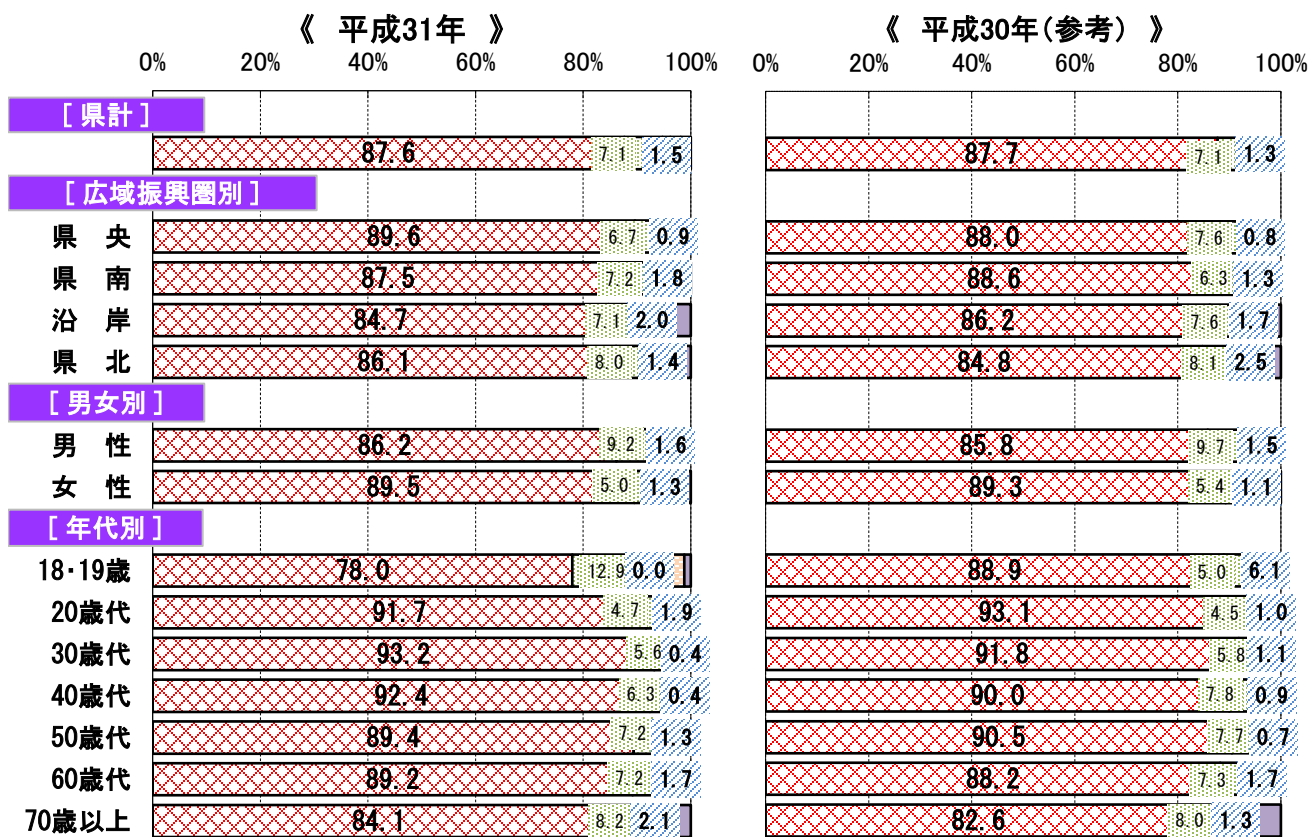 《 平成31年 》 《 平成30年(参考) 》
0% 20% 40% 60% 80% 100% 0% 20% 40% 60% 80% 100%
[ 県計 ]
87.6 7.1 1.5 87.7 7.1 1.3
[ 広域振興圏別 ]
県 央 89.6 6.7 0.9 88.0 7.6 0.8
県 南 87.5 7.2 1.8 88.6 6.3 1.3
沿 岸 84.7 7.1 2.0 86.2 7.6 1.7
県 北 86.1 8.0 1.4 84.8 8.1 2.5
[ 男女別 ]
男 性 86.2 9.2 1.6 85.8 9.7 1.5
女 性 89.5 5.0 1.3 89.3 5.4 1.1
[ 年代別 ]
18・19歳 78.0 12.9 0.0 88.9 5.0 6.1
20歳代 91.7 4.7 1.9 93.1 4.5 1.0
30歳代 93.2 5.6 0.4 91.8 5.8 1.1
40歳代 92.4 6.3 0.4 90.0 7.8 0.9
50歳代 89.4 7.2 1.3 90.5 7.7 0.7
60歳代 89.2 7.2 1.7 88.2 7.3 1.7
70歳以上 84.1 8.2 2.1 82.6 8.0 1.3